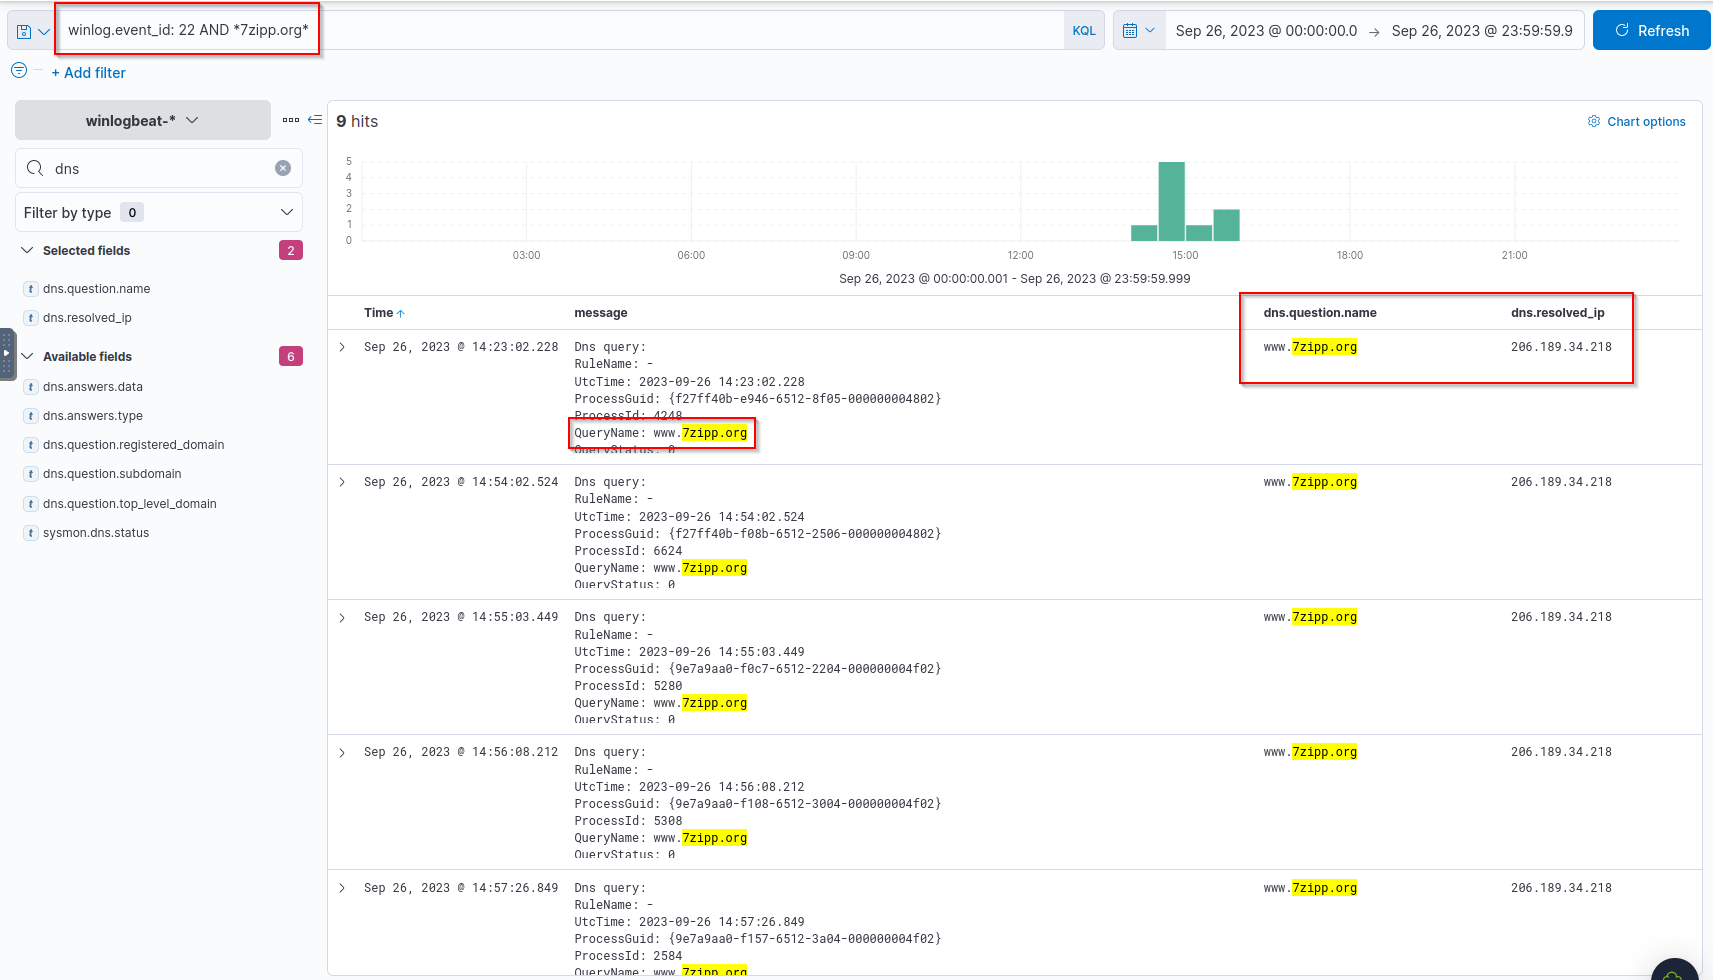 winlog.event_id: 22 AND *7zipp.org*
KQL
Sep 26, 2023 @ 00:00:00.0 → Sep 26, 2023 @ 23:59:59.9
Refresh
+ Add filter
winlogbeat-*
dns
Filter by type 0
Selected fields 2
t dns.question.name
t dns.resolved_ip
Available fields 6
t dns.answers.data
t dns.answers.type
t dns.question.registered_domain
t dns.question.subdomain
t dns.question.top_level_domain
t sysmon.dns.status
9 hits
Chart options
5
4
3
2
1
0
03:00 06:00 09:00 12:00 15:00 18:00 21:00
Sep 26, 2023 @ 00:00:00.001 - Sep 26, 2023 @ 23:59:59.999
Time ↑ message dns.question.name dns.resolved_ip
Sep 26, 2023 @ 14:23:02.228 Dns query: www.7zipp.org 206.189.34.218
RuleName: -
UtcTime: 2023-09-26 14:23:02.228
ProcessGuid: {f27ff40b-e946-6512-8f05-000000004802}
ProcessId: 4248
QueryName: www.7zipp.org
QueryStatus: 0
Sep 26, 2023 @ 14:54:02.524 Dns query: www.7zipp.org 206.189.34.218
RuleName: -
UtcTime: 2023-09-26 14:54:02.524
ProcessGuid: {f27ff40b-f08b-6512-2506-000000004802}
ProcessId: 6624
QueryName: www.7zipp.org
QueryStatus: 0
Sep 26, 2023 @ 14:55:03.449 Dns query: www.7zipp.org 206.189.34.218
RuleName: -
UtcTime: 2023-09-26 14:55:03.449
ProcessGuid: {9e7a9aa0-f0c7-6512-2204-000000004f02}
ProcessId: 5280
QueryName: www.7zipp.org
QueryStatus: 0
Sep 26, 2023 @ 14:56:08.212 Dns query: www.7zipp.org 206.189.34.218
RuleName: -
UtcTime: 2023-09-26 14:56:08.212
ProcessGuid: {9e7a9aa0-f108-6512-3004-000000004f02}
ProcessId: 5308
QueryName: www.7zipp.org
QueryStatus: 0
Sep 26, 2023 @ 14:57:26.849 Dns query: www.7zipp.org 206.189.34.218
RuleName: -
UtcTime: 2023-09-26 14:57:26.849
ProcessGuid: {9e7a9aa0-f157-6512-3a04-000000004f02}
ProcessId: 2584
QueryName: www.7zipp.org